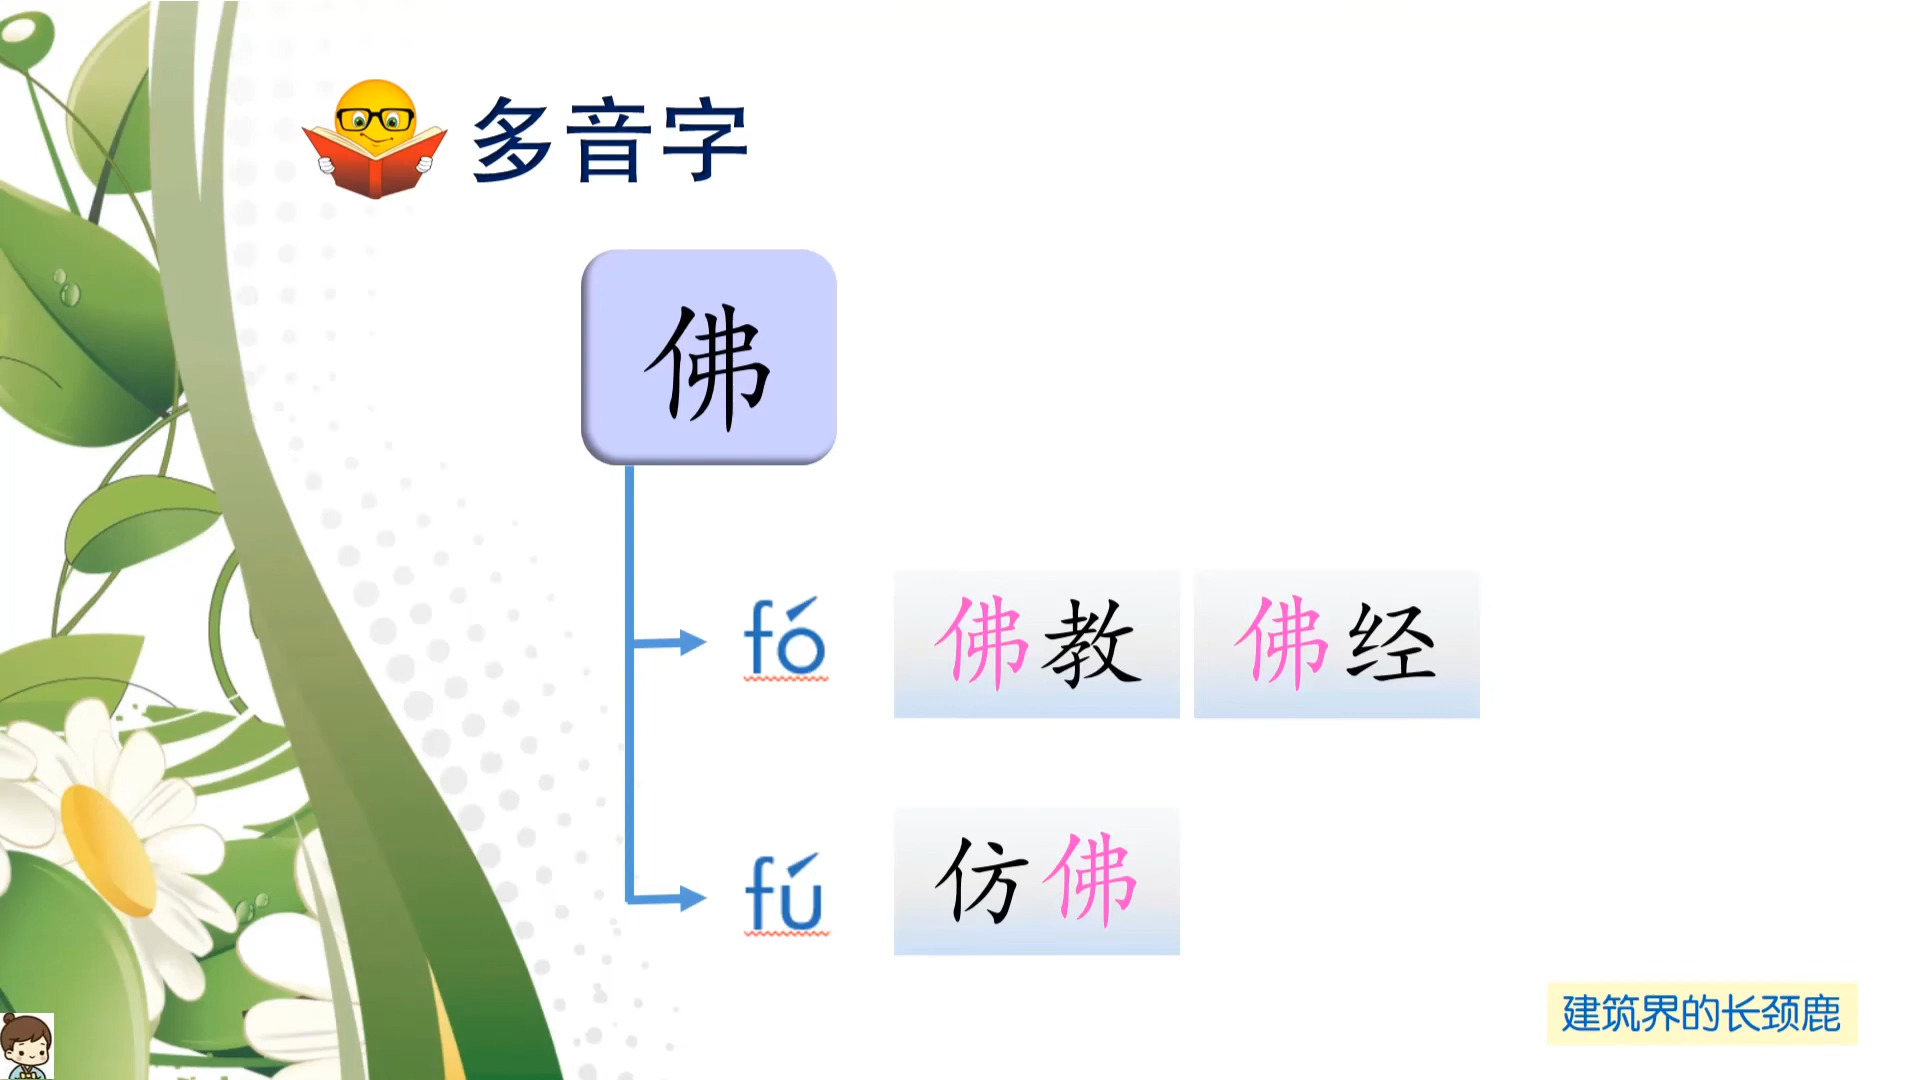 多音字
佛
fó 佛教 佛经
fú 仿佛
建筑界的长颈鹿